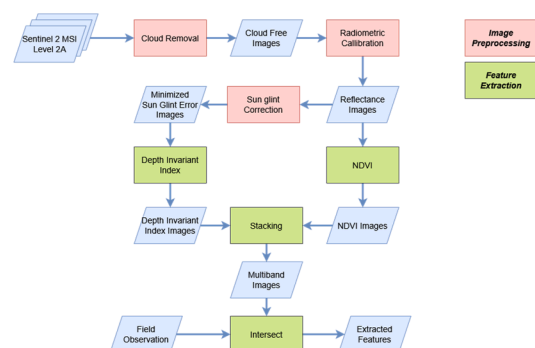 Sentinel 2 MSI
Level 2A
Cloud Removal
Cloud Free
Images
Radiometric
Callibration
Image
Preprocessing
Feature
Extraction
Minimized
Sun Glint Error
Images
Sun glint
Correction
Reflectance
Images
Depth Invariant
Index
NDVI
Depth Invariant
Index Images
Stacking
NDVI Images
Multiband
Images
Field
Observation
Intersect
Extracted
Features